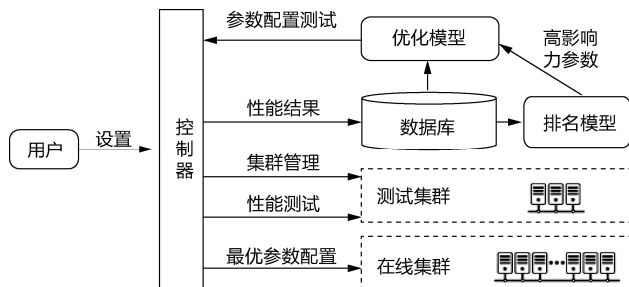 参数配置测试
优化模型
高影响
力参数
性能结果
数据库
排名模型
用户
设置
控制器
集群管理
测试集群
性能测试
最优参数配置
在线集群